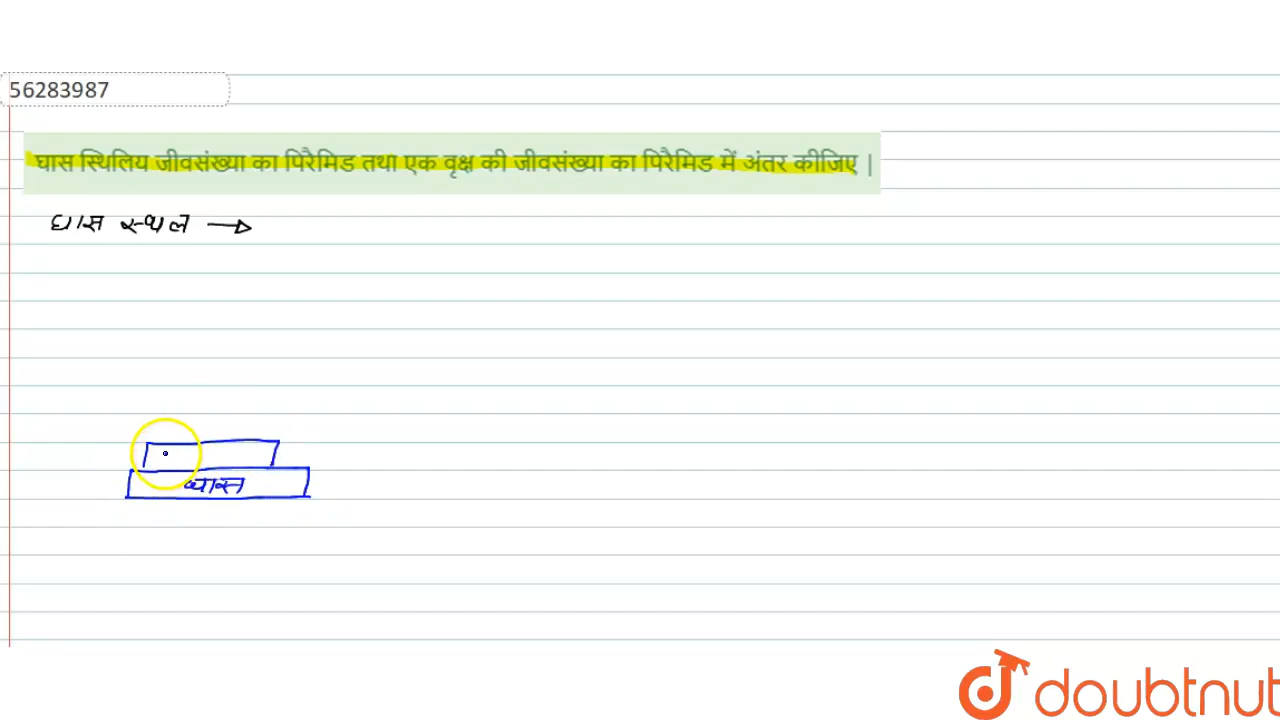 56283987
घास स्थिलिय जीवसंख्या का पिरैमिड तथा एक वृक्ष की जीवसंख्या का पिरैमिड में अंतर कीजिए |
घास स्थल →
घास
doubtnut